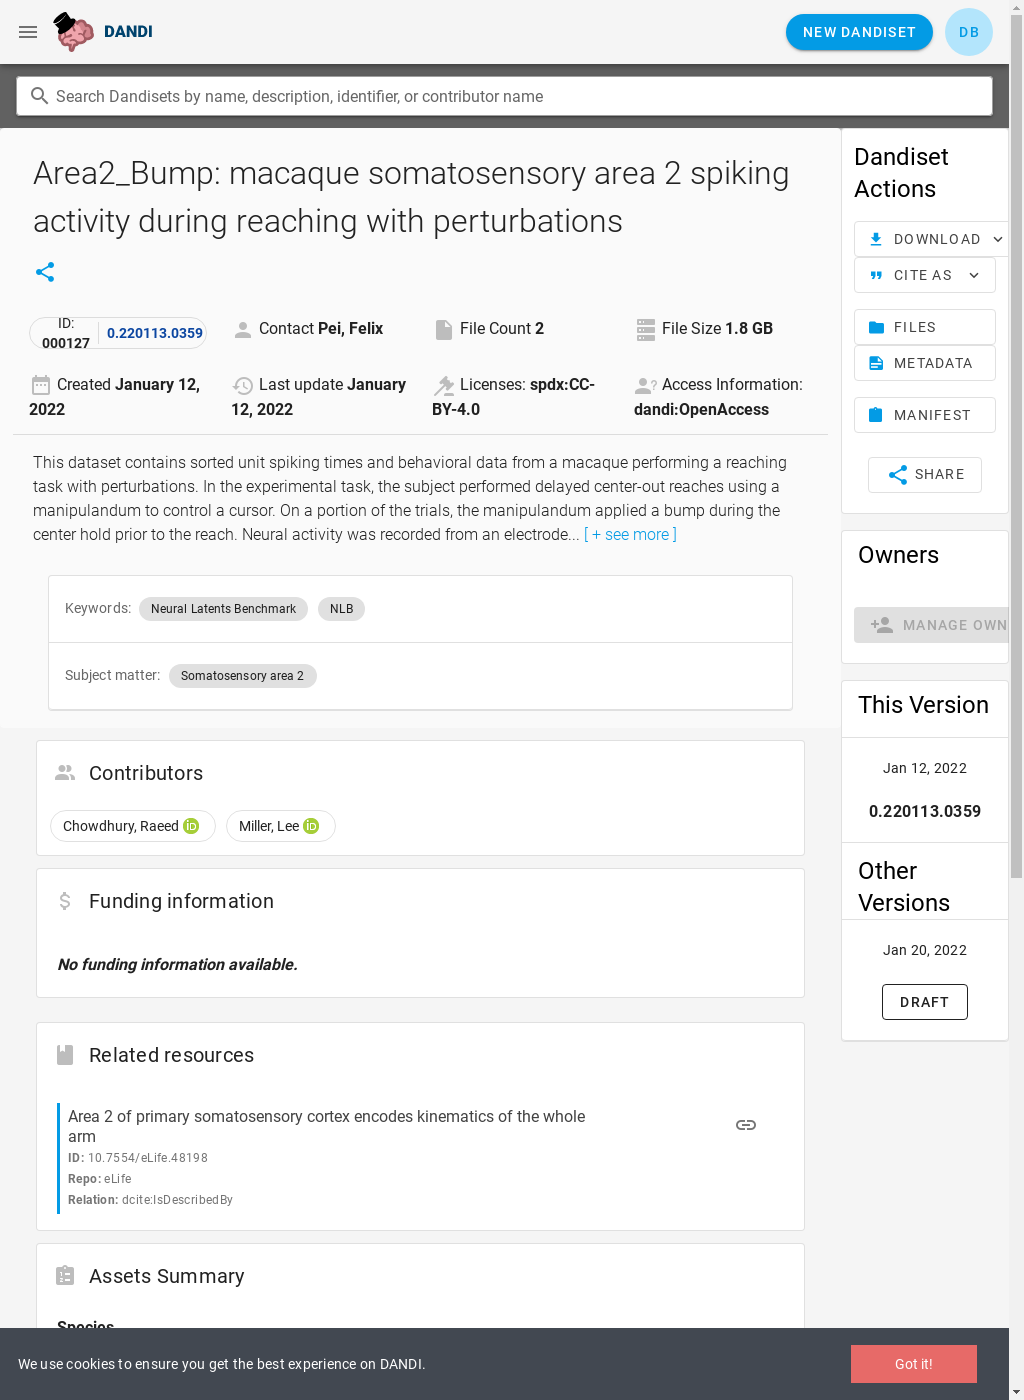 DANDI
NEW DANDISET
DB
Search Dandisets by name, description, identifier, or contributor name
Area2_Bump: macaque somatosensory area 2 spiking
activity during reaching with perturbations
ID:
000127
0.220113.0359
Contact Pei, Felix
File Count 2
File Size 1.8 GB
Created January 12,
2022
Last update January
12, 2022
Licenses: spdx:CC-
BY-4.0
Access Information:
dandi:OpenAccess
This dataset contains sorted unit spiking times and behavioral data from a macaque performing a reaching
task with perturbations. In the experimental task, the subject performed delayed center-out reaches using a
manipulandum to control a cursor. On a portion of the trials, the manipulandum applied a bump during the
center hold prior to the reach. Neural activity was recorded from an electrode... [ + see more ]
Keywords: Neural Latents Benchmark NLB
Subject matter: Somatosensory area 2
Contributors
Chowdhury, Raeed iD Miller, Lee iD
Funding information
No funding information available.
Related resources
Area 2 of primary somatosensory cortex encodes kinematics of the whole
arm
ID: 10.7554/eLife.48198
Repo: eLife
Relation: dcite:IsDescribedBy
Assets Summary
Species
Dandiset
Actions
DOWNLOAD
CITE AS
FILES
METADATA
MANIFEST
SHARE
Owners
MANAGE OWN
This Version
Jan 12, 2022
0.220113.0359
Other
Versions
Jan 20, 2022
DRAFT
We use cookies to ensure you get the best experience on DANDI.
Got it!